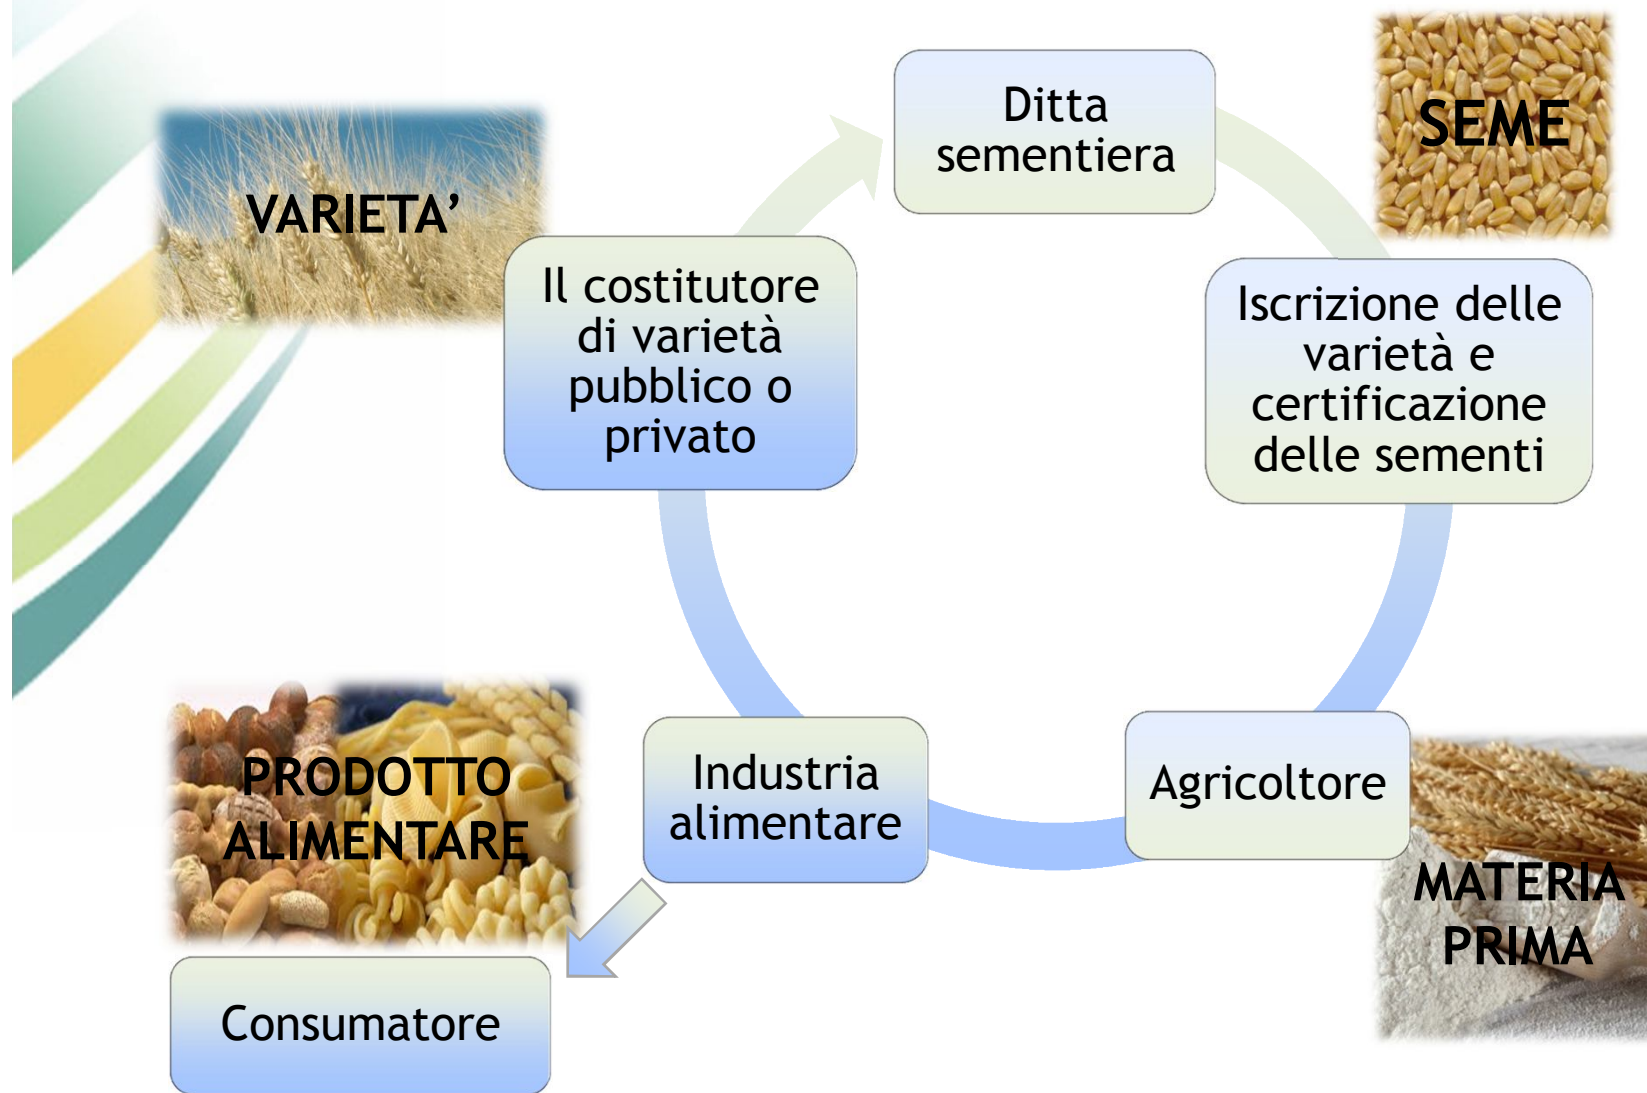 VARIETA’
Il costitutore
di varietà
pubblico o
privato
Ditta
sementiera
SEME
Iscrizione delle
varietà e
certificazione
delle sementi
Agricoltore
MATERIA
PRIMA
Industria
alimentare
PRODOTTO
ALIMENTARE
Consumatore